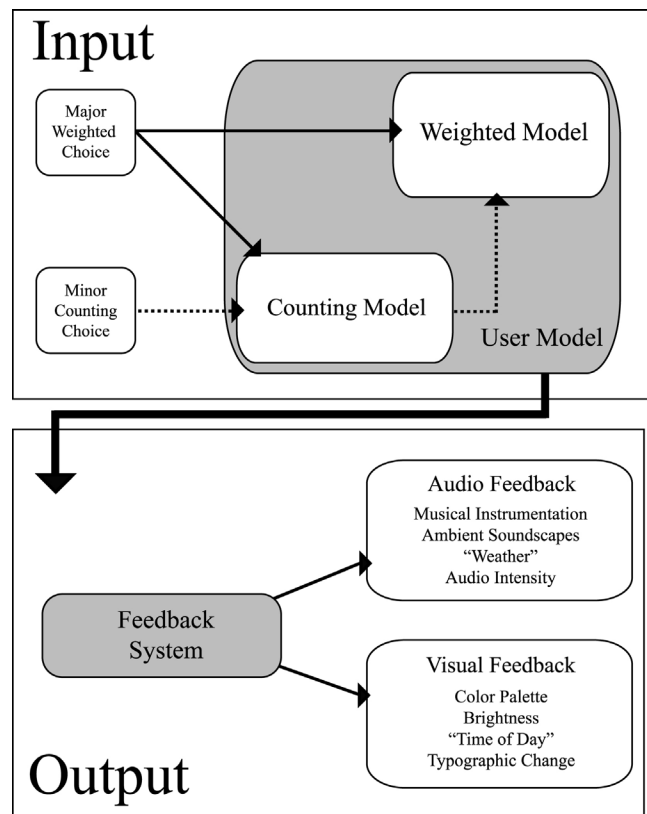 Input
Major
Weighted
Choice
Weighted Model
Minor
Counting
Choice
Counting Model
User Model
Audio Feedback
Musical Instrumentation
Ambient Soundscapes
“Weather”
Audio Intensity
Feedback
System
Visual Feedback
Color Palette
Brightness
“Time of Day”
Typographic Change
Output